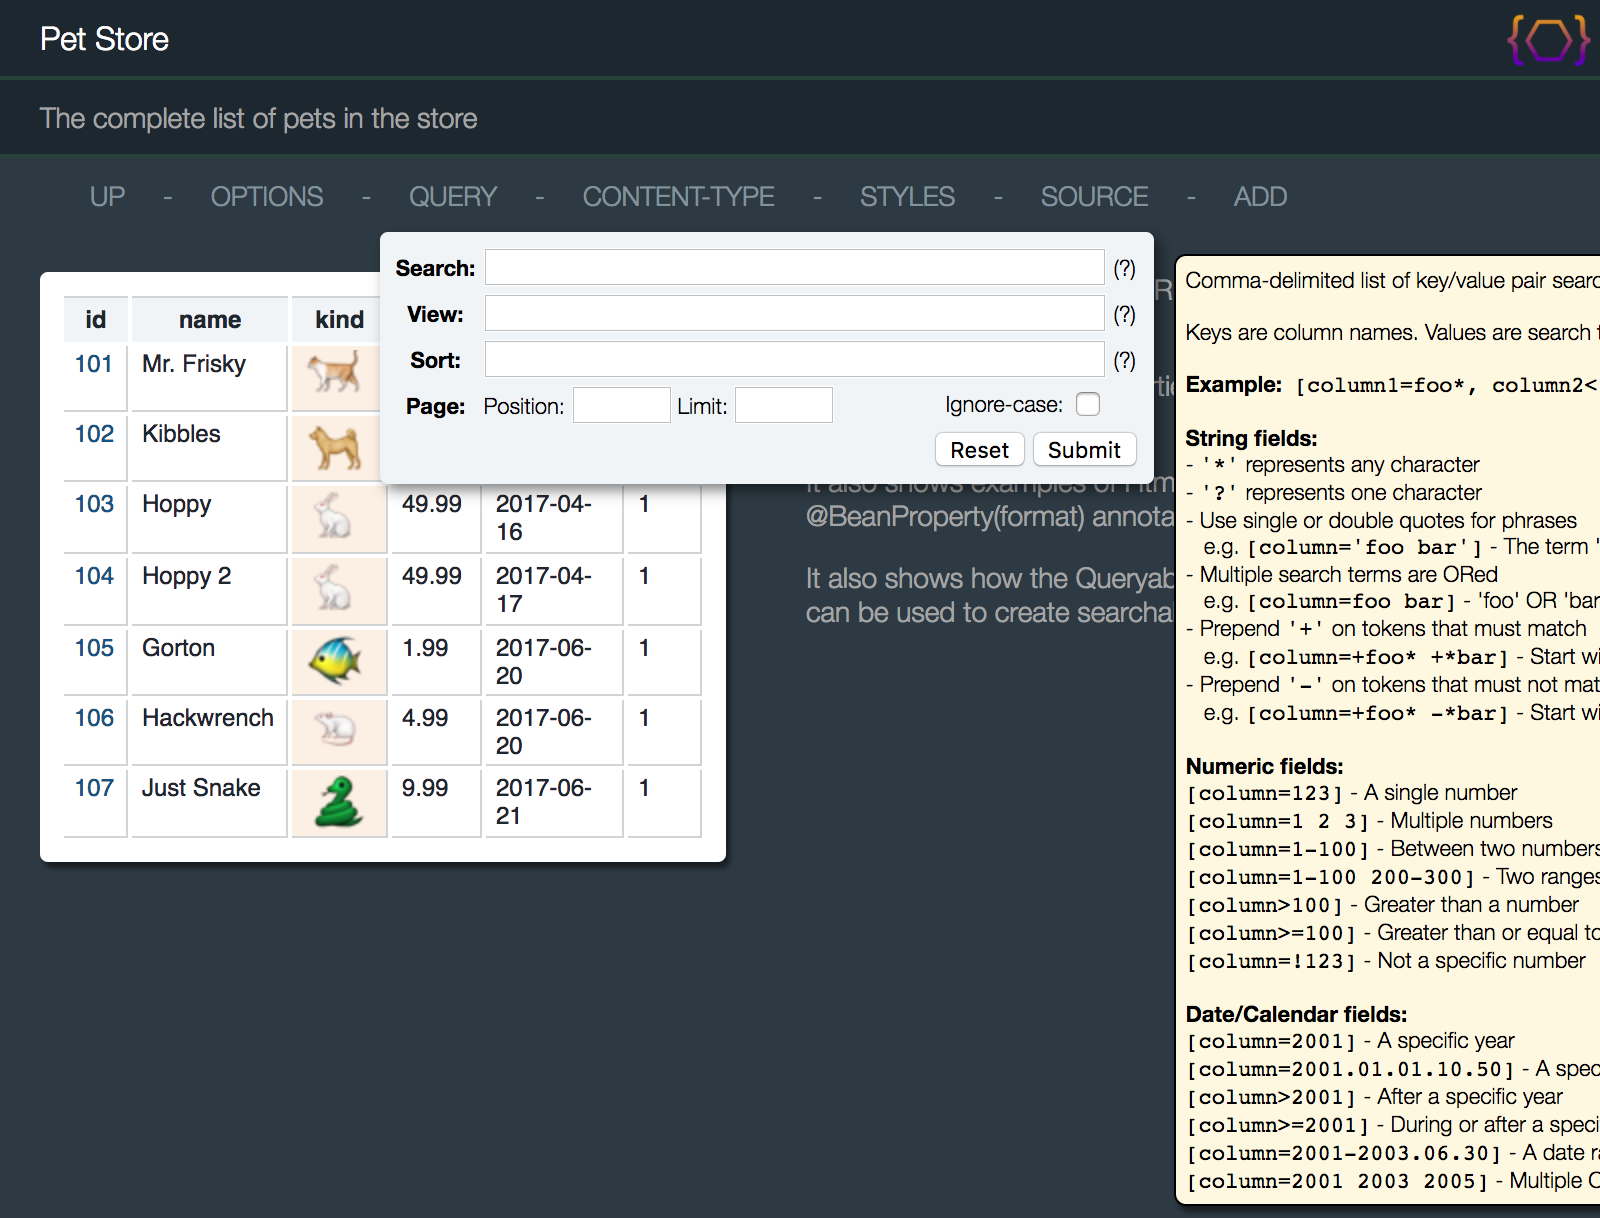 Pet Store
The complete list of pets in the store
UP - OPTIONS - QUERY - CONTENT-TYPE - STYLES - SOURCE - ADD
Search: (?)
View: (?)
Sort: (?)
Page: Position: Limit: Ignore-case:
Reset Submit
id name kind
101 Mr. Frisky
102 Kibbles
103 Hoppy 49.99 2017-04-16 1
104 Hoppy 2 49.99 2017-04-17 1
105 Gorton 1.99 2017-06-20 1
106 Hackwrench 4.99 2017-06-20 1
107 Just Snake 9.99 2017-06-21 1
It also shows examples of
@BeanProperty(format)
It also shows how the
can be used to create
Comma-delimited list of key/value pair
Keys are column names. Values are search
Example: [column1=foo*, column2<
String fields:
- '*' represents any character
- '?' represents one character
- Use single or double quotes for phrases
e.g. [column='foo bar'] - The term '
- Multiple search terms are ORed
e.g. [column=foo bar] - 'foo' OR 'bar
- Prepend '+' on tokens that must match
e.g. [column=+foo* +*bar] - Start
- Prepend '-' on tokens that must not
e.g. [column=+foo* -*bar] - Start
Numeric fields:
[column=123] - A single number
[column=1 2 3] - Multiple numbers
[column=1-100] - Between two numbers
[column=1-100 200-300] - Two ranges
[column>100] - Greater than a number
[column>=100] - Greater than or equal to
[column=!123] - Not a specific number
Date/Calendar fields:
[column=2001] - A specific year
[column=2001.01.01.10.50] - A
[column>2001] - After a specific year
[column>=2001] - During or after a
[column=2001-2003.06.30] - A date
[column=2001 2003 2005] - Multiple